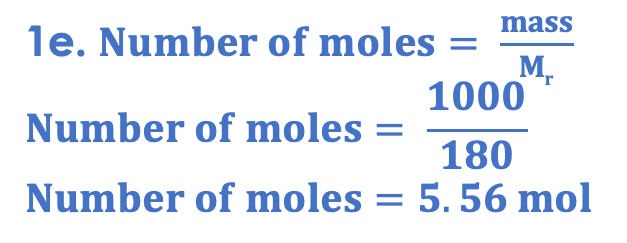 1e. Number of moles = mass / Mᵣ
Number of moles = 1000 / 180
Number of moles = 5.56 mol